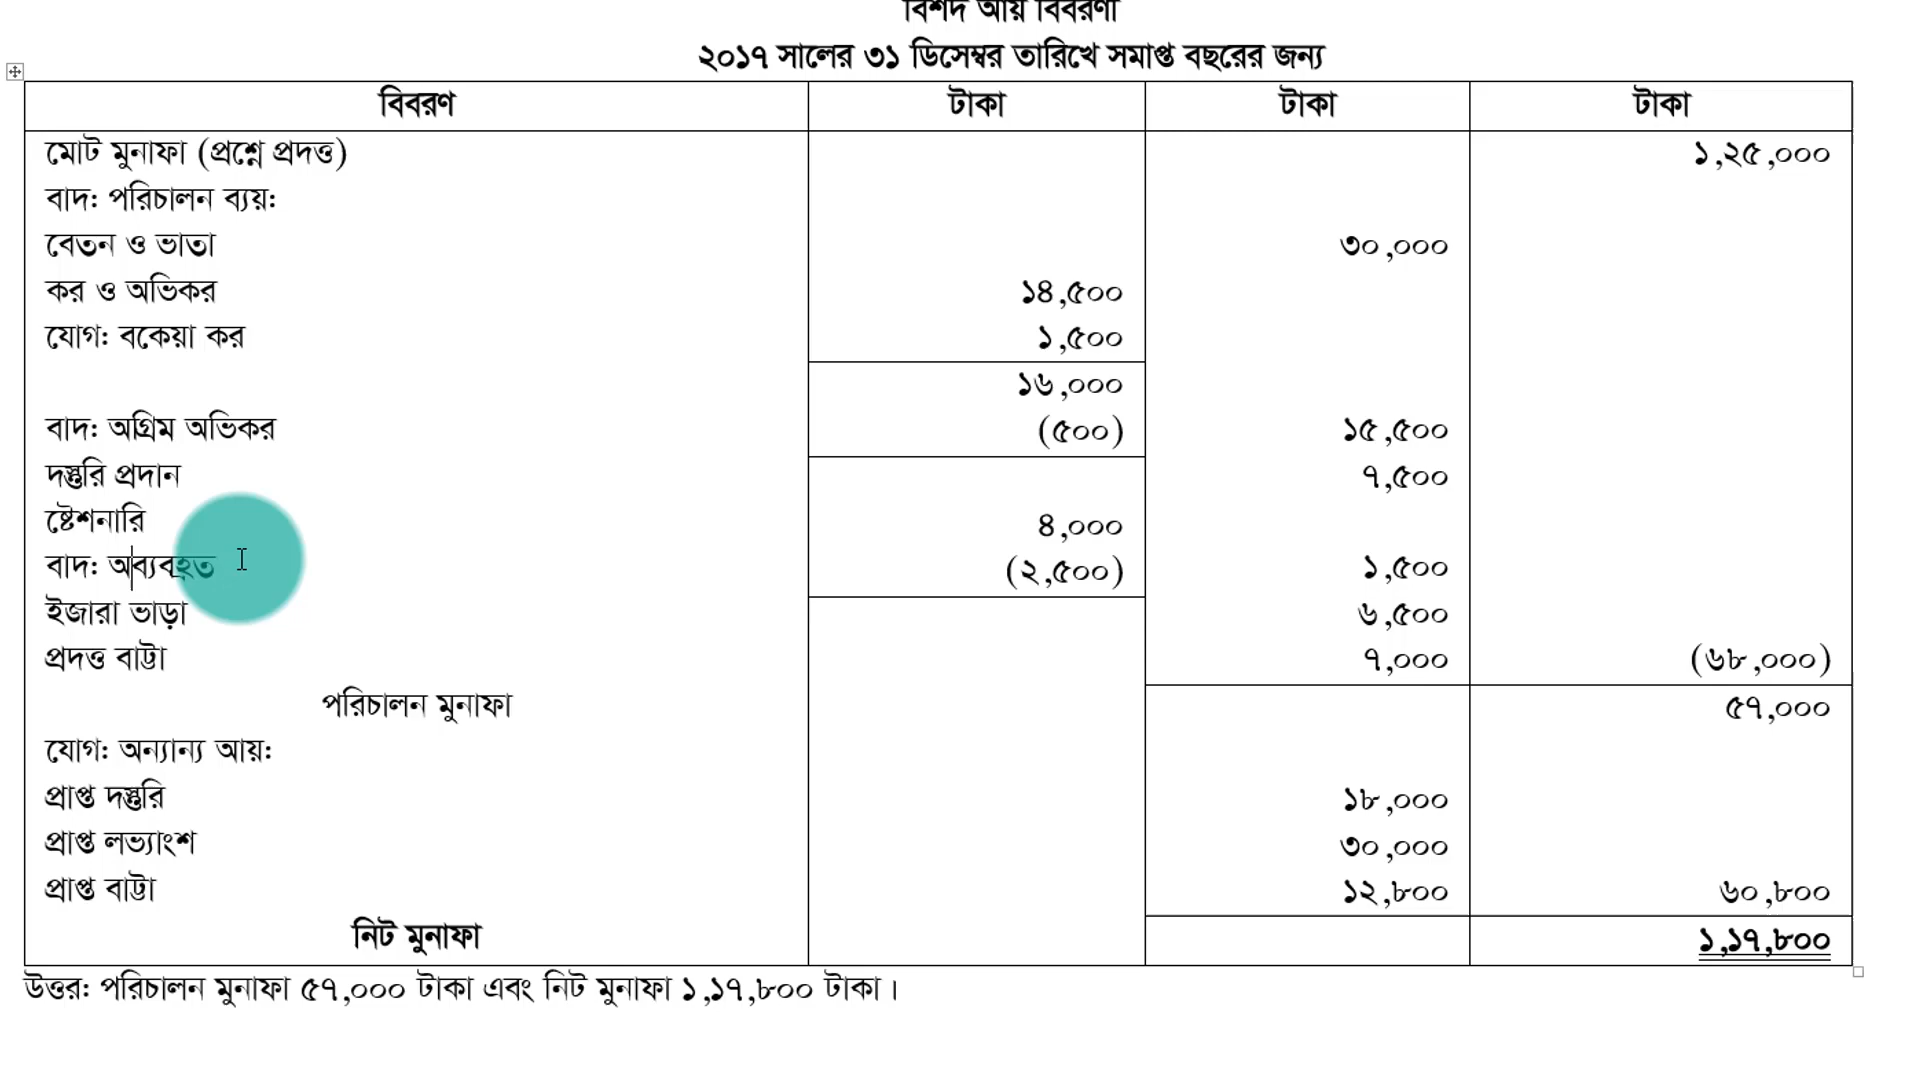 বিশদ আয় বিবরণী
২০১৭ সালের ৩১ ডিসেম্বর তারিখে সমাপ্ত বছরের জন্য
বিবরণ টাকা টাকা টাকা
মোট মুনাফা (প্রশ্নে প্রদত্ত) ১,২৫,০০০
বাদ: পরিচালন ব্যয়:
বেতন ও ভাতা ৩০,০০০
কর ও অভিকর ১৪,৫০০
যোগ: বকেয়া কর ১,৫০০
১৬,০০০
বাদ: অগ্রিম অভিকর (৫০০) ১৫,৫০০
দস্তুরি প্রদান ৭,৫০০
ষ্টেশনারি ৪,০০০
বাদ: অব্যবহৃত (২,৫০০) ১,৫০০
ইজারা ভাড়া ৬,৫০০
প্রদত্ত বাট্টা ৭,০০০ (৬৮,০০০)
পরিচালন মুনাফা ৫৭,০০০
যোগ: অন্যান্য আয়:
প্রাপ্ত দস্তুরি ১৮,০০০
প্রাপ্ত লভ্যাংশ ৩০,০০০
প্রাপ্ত বাট্টা ১২,৮০০ ৬০,৮০০
নিট মুনাফা ১,১৭,৮০০
উত্তর: পরিচালন মুনাফা ৫৭,০০০ টাকা এবং নিট মুনাফা ১,১৭,৮০০ টাকা।